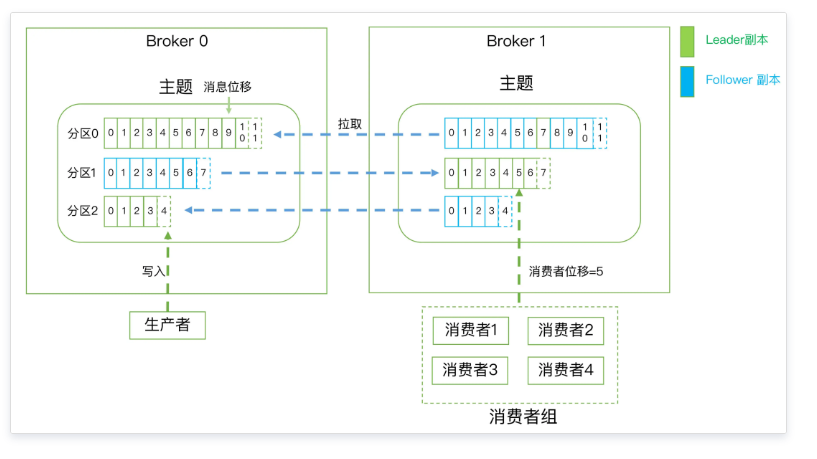 Broker 0
Broker 1
Leader副本
Follower 副本
主题
消息位移
主题
分区0
0 1 2 3 4 5 6 7 8 9 10 11
拉取
0 1 2 3 4 5 6 7 8 9 10 11
分区1
0 1 2 3 4 5 6 7
0 1 2 3 4 5 6 7
分区2
0 1 2 3 4
0 1 2 3 4
写入
消费者位移=5
生产者
消费者1
消费者2
消费者3
消费者4
消费者组